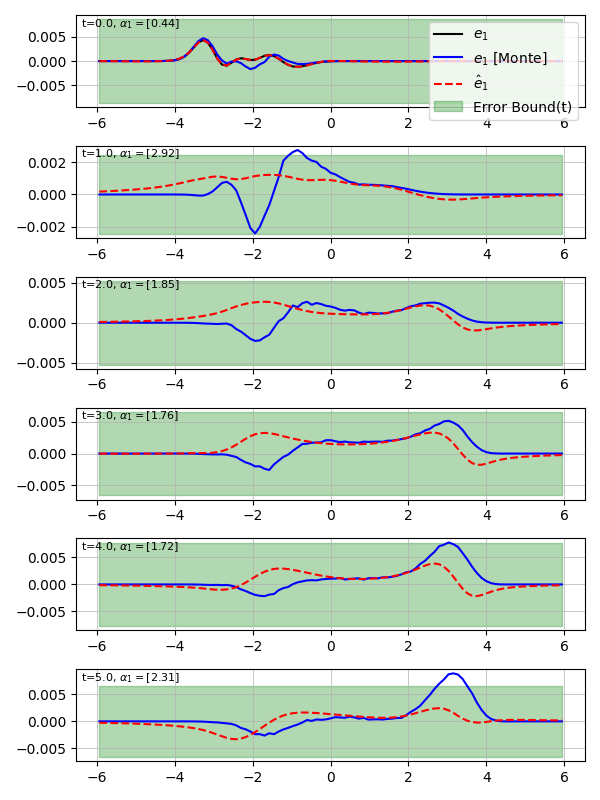 t=0.0, α₁ = [0.44]
0.005
0.000
−0.005
e₁
e₁ [Monte]
ê₁
Error Bound(t)
−6 −4 −2 0 2 4 6
t=1.0, α₁ = [2.92]
0.002
0.000
−0.002
−6 −4 −2 0 2 4 6
t=2.0, α₁ = [1.85]
0.005
0.000
−0.005
−6 −4 −2 0 2 4 6
t=3.0, α₁ = [1.76]
0.005
0.000
−0.005
−6 −4 −2 0 2 4 6
t=4.0, α₁ = [1.72]
0.005
0.000
−0.005
−6 −4 −2 0 2 4 6
t=5.0, α₁ = [2.31]
0.005
0.000
−0.005
−6 −4 −2 0 2 4 6